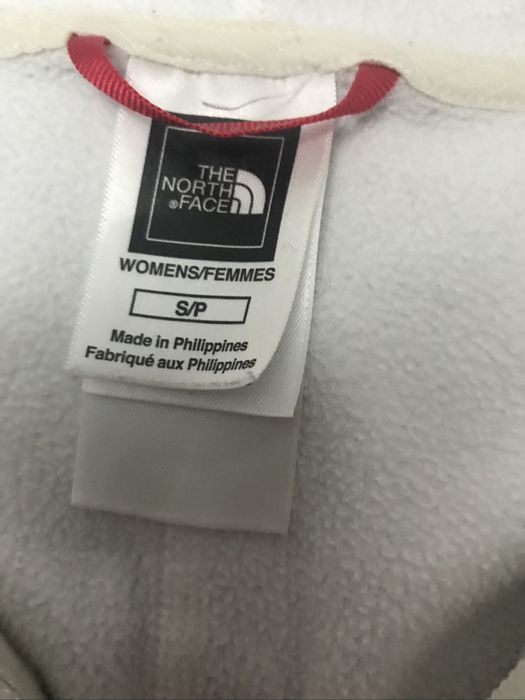 THE
NORTH
®FACE
WOMENS/FEMMES
S/P
Made in Philippines
Fabriqué aux Philippines